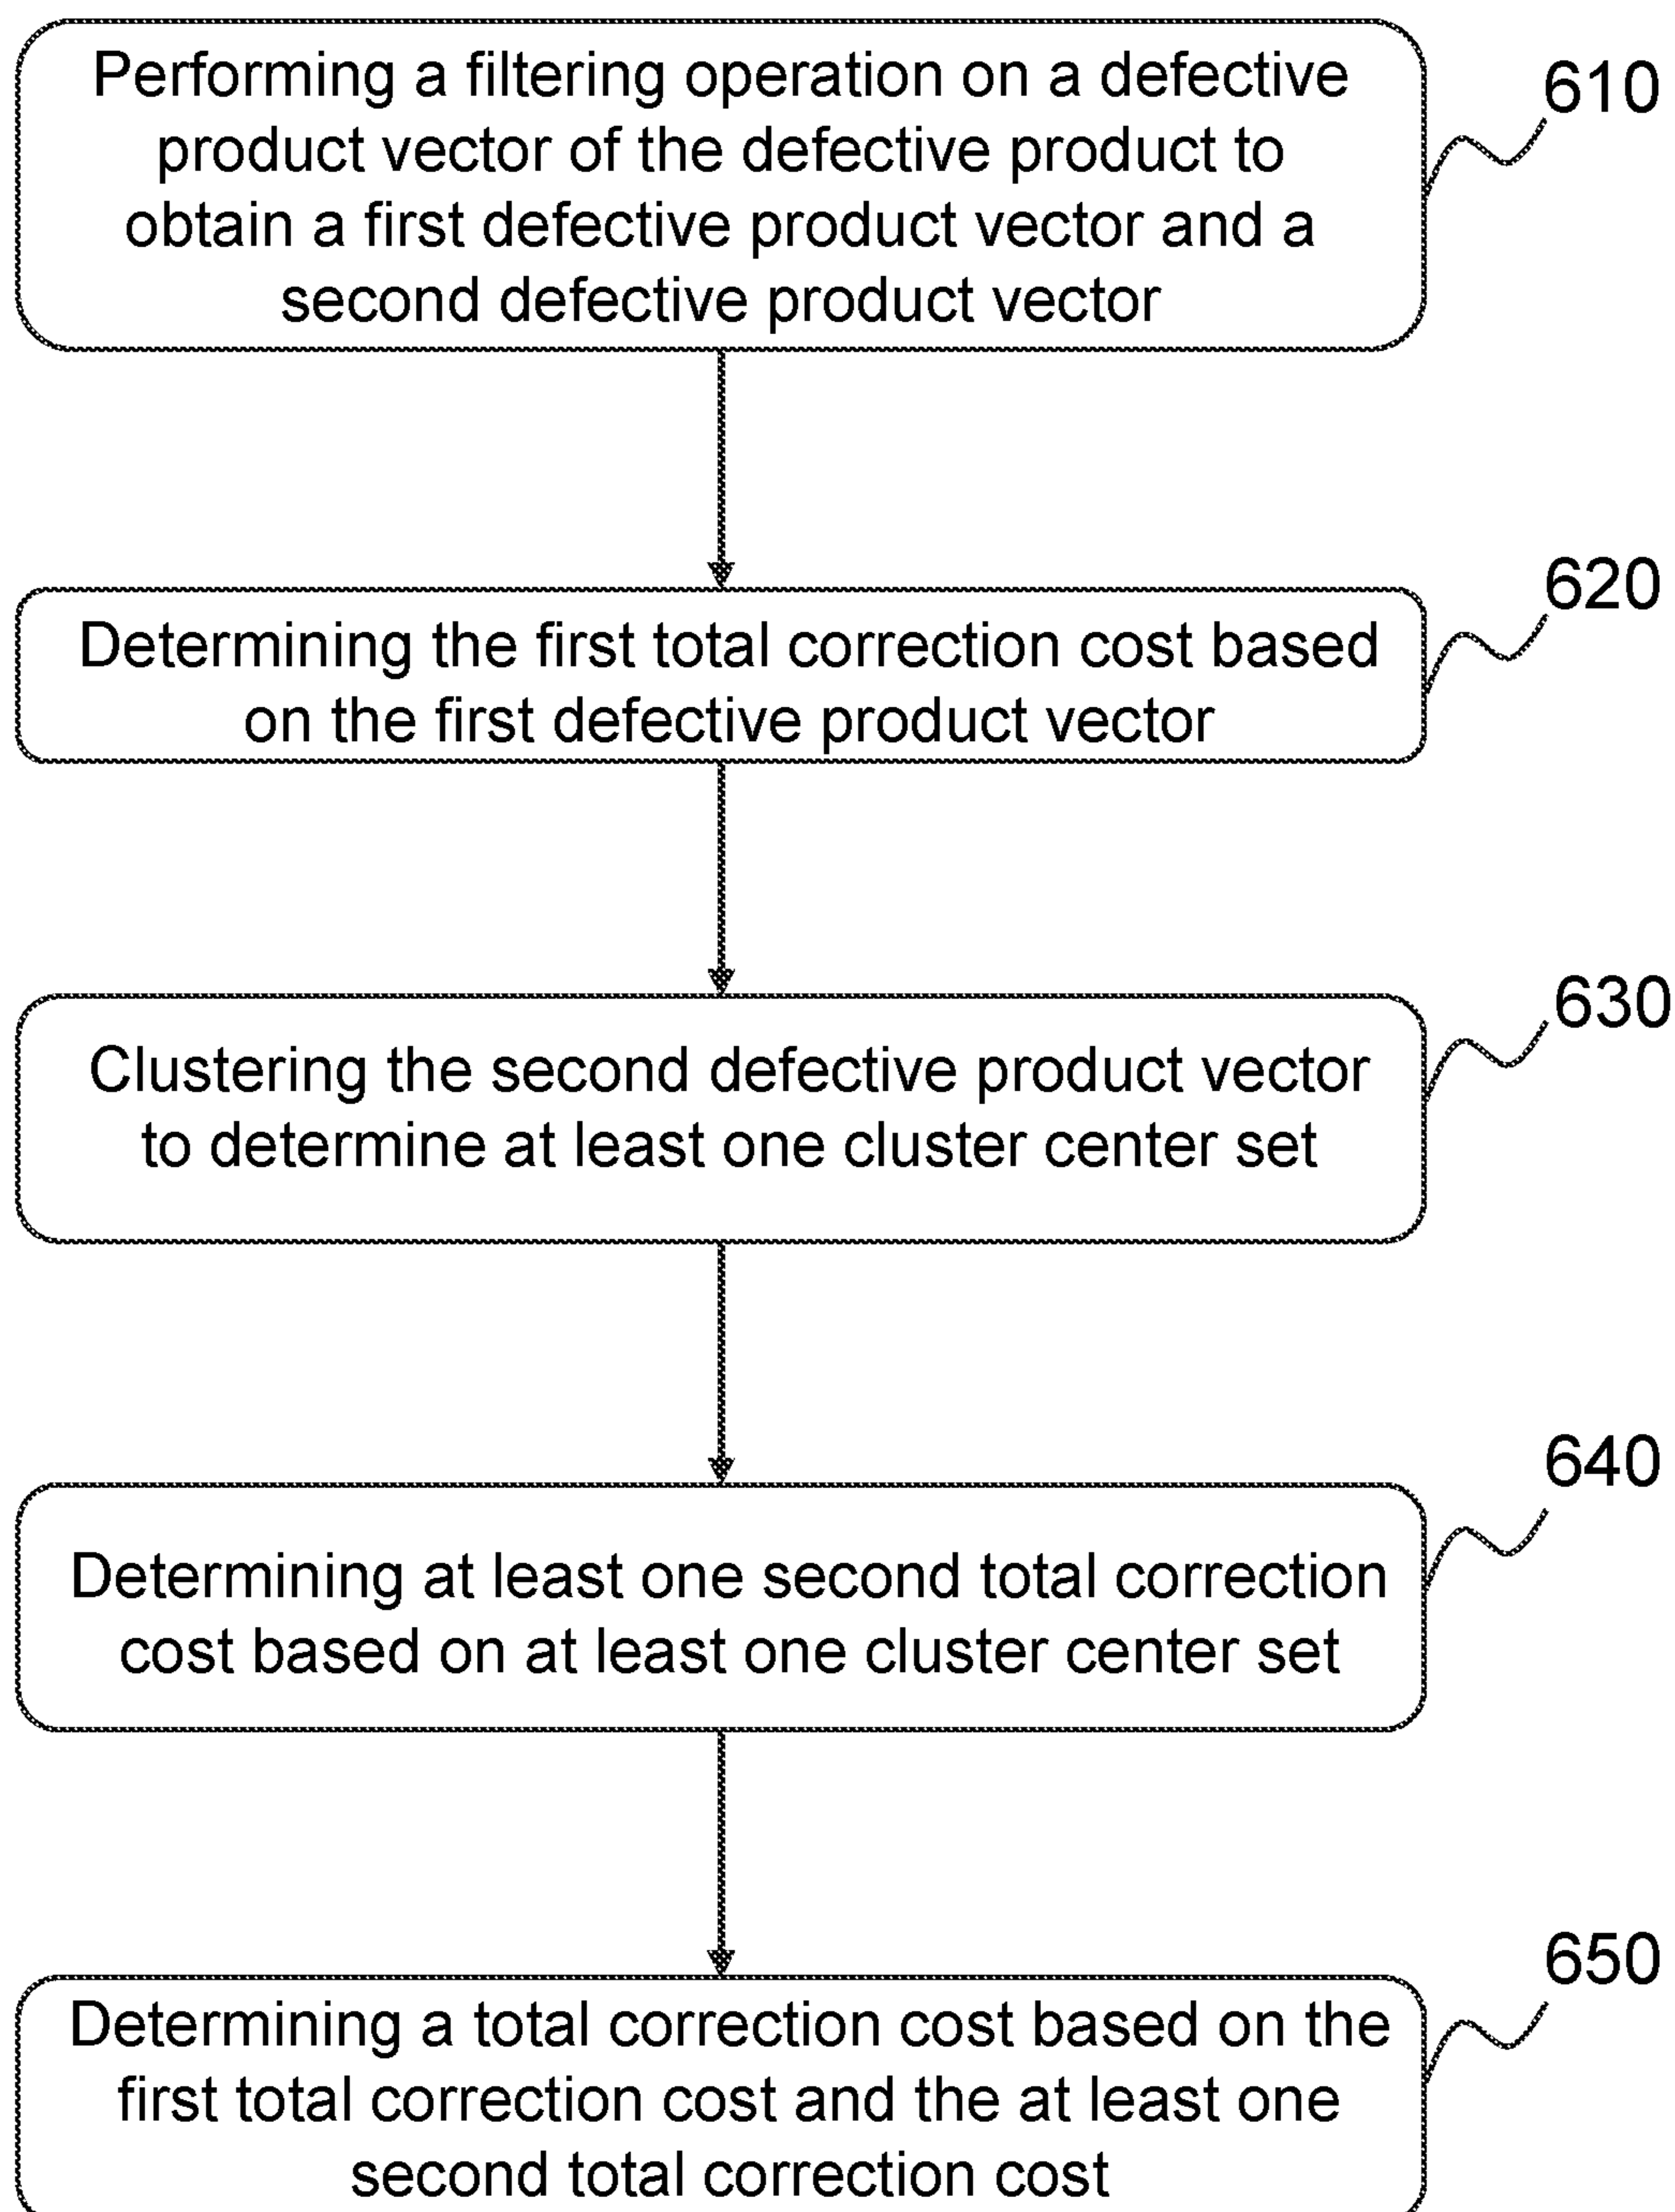 Performing a filtering operation on a defective
product vector of the defective product to
obtain a first defective product vector and a
second defective product vector
610
Determining the first total correction cost based
on the first defective product vector
620
Clustering the second defective product vector
to determine at least one cluster center set
630
Determining at least one second total correction
cost based on at least one cluster center set
640
Determining a total correction cost based on the
first total correction cost and the at least one
second total correction cost
650